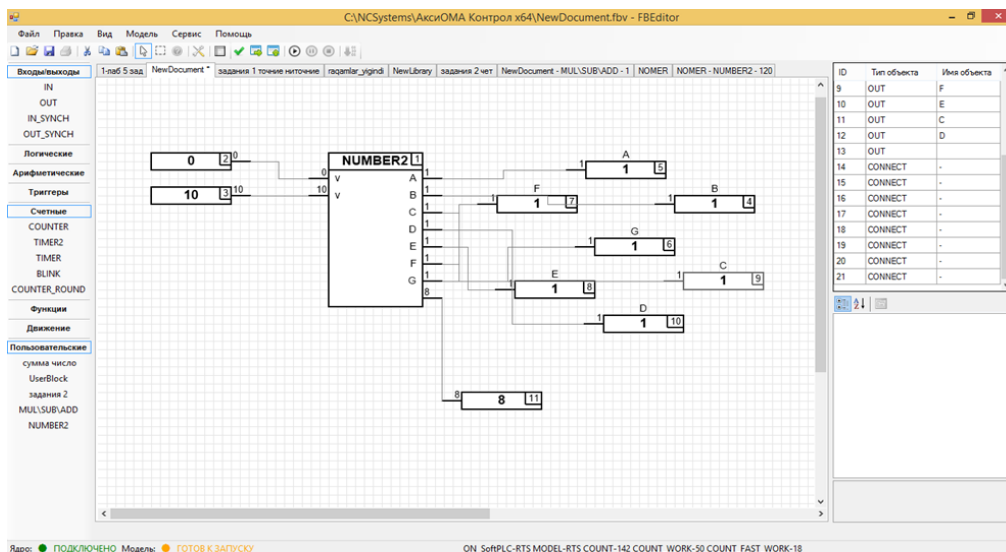 C:\NCSystems\АксиОМА Контрол x64\NewDocument.fbv - FBEditor
Файл Правка Вид Модель Сервис Помощь
Входы/выходы
IN
OUT
IN_SYNCH
OUT_SYNCH
Логические
Арифметические
Триггеры
Счетные
COUNTER
TIMER2
TIMER
BLINK
COUNTER_ROUND
Функции
Движение
Пользовательские
сумма число
UserBlock
задания 2
MUL\SUB\ADD
NUMBER2
1-лаб 5 зад NewDocument * задания 1 точние ниточние raqamlar_yigindi NewLibrary задания 2 чет NewDocument - MUL\SUB\ADD - 1 NOMER NOMER - NUMBER2 - 120
0 2 0
10 3 10
NUMBER2 1
0 v
10 v
A 1
B 1
C 1
D 1
E 1
F 1
G 1
8
A
1 1 5
F
1 1 7
B
1 1 4
G
1 1 6
E
1 8
C
1 1 9
D
1 1 10
8 8 11
ID Тип объекта Имя объекта
9 OUT F
10 OUT E
11 OUT C
12 OUT D
13 OUT
14 CONNECT -
15 CONNECT -
16 CONNECT -
17 CONNECT -
18 CONNECT -
19 CONNECT -
20 CONNECT -
21 CONNECT -
Ядро: ПОДКЛЮЧЕНО Модель: ГОТОВ К ЗАПУСКУ
ON SoftPLC-RTS MODEL-RTS COUNT-142 COUNT WORK-50 COUNT FAST WORK-18